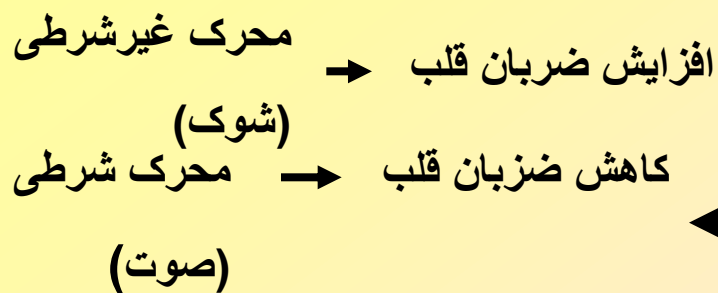 محرک غیرشرطی → افزایش ضربان قلب
(شوک)
محرک شرطی → کاهش ضزبان قلب
(صوت)